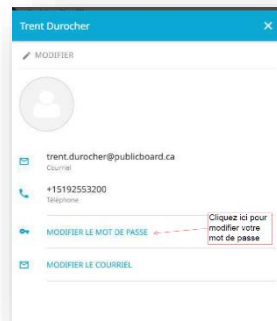 Trent Durocher
MODIFIER
trent.durocher@publicboard.ca
Courriel
+15192553200
Téléphone
MODIFIER LE MOT DE PASSE
Cliquez ici pour
modifier votre
mot de passe
MODIFIER LE COURRIEL